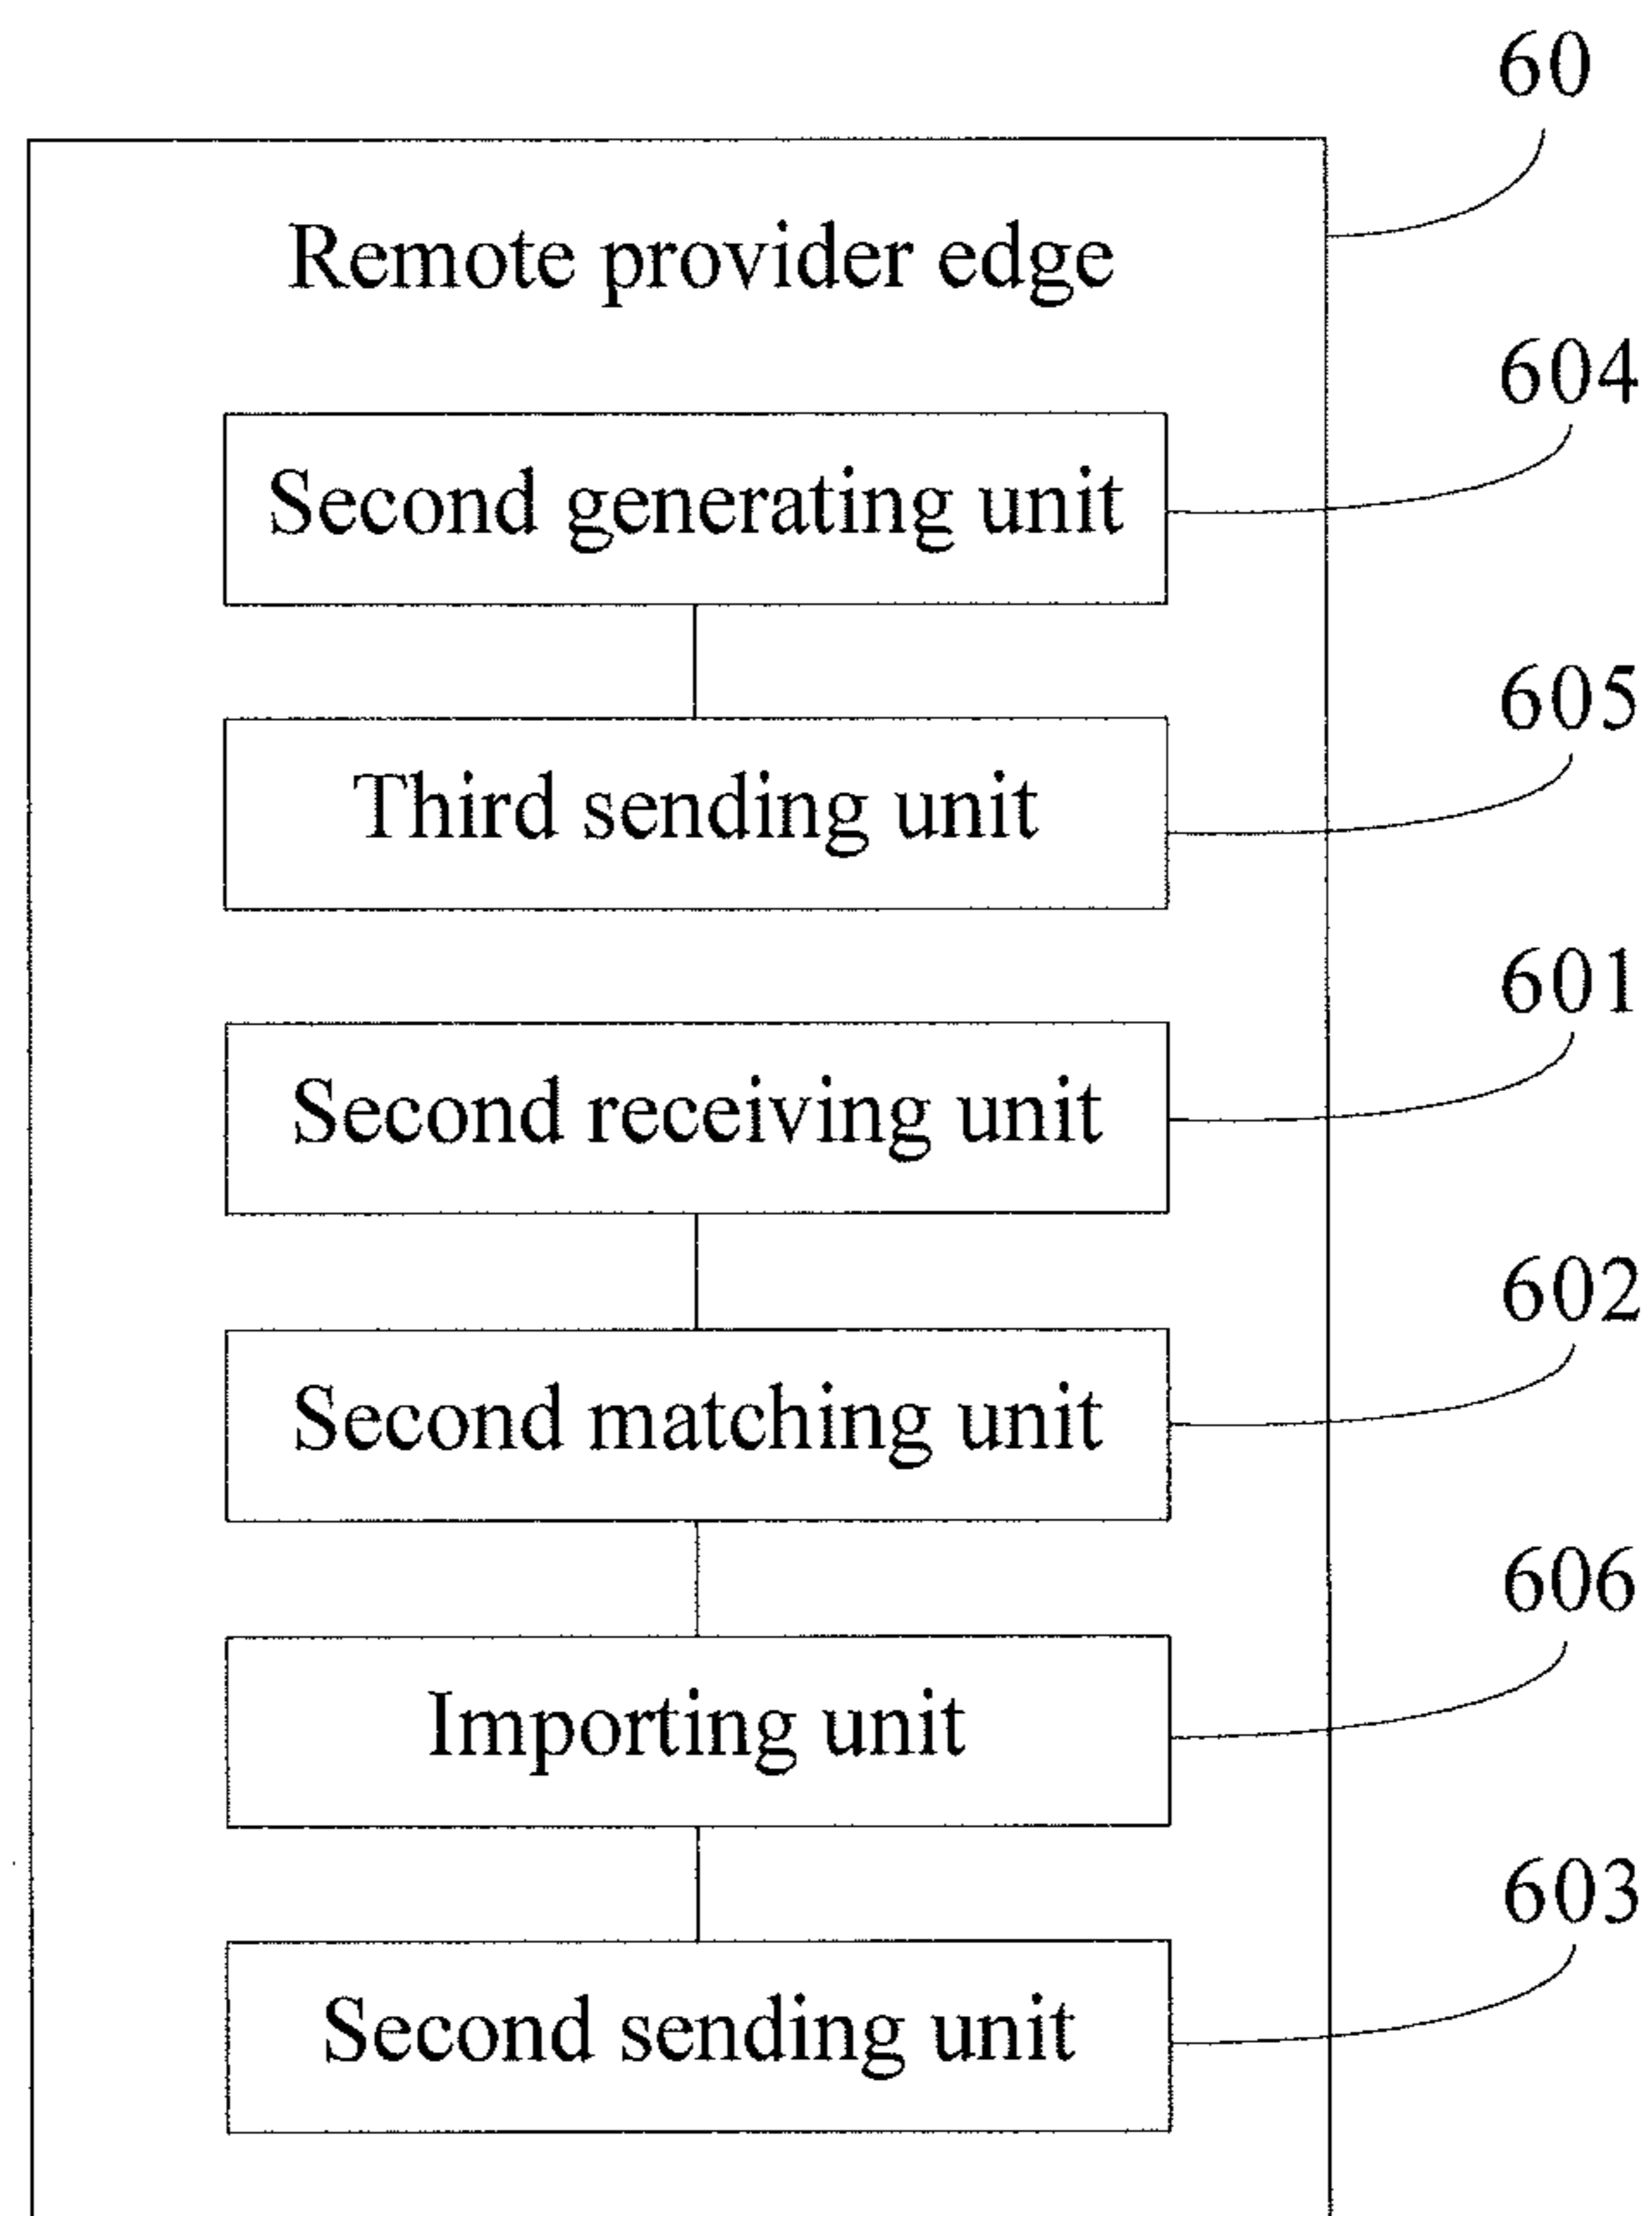 60
Remote provider edge
604
Second generating unit
605
Third sending unit
601
Second receiving unit
602
Second matching unit
606
Importing unit
603
Second sending unit